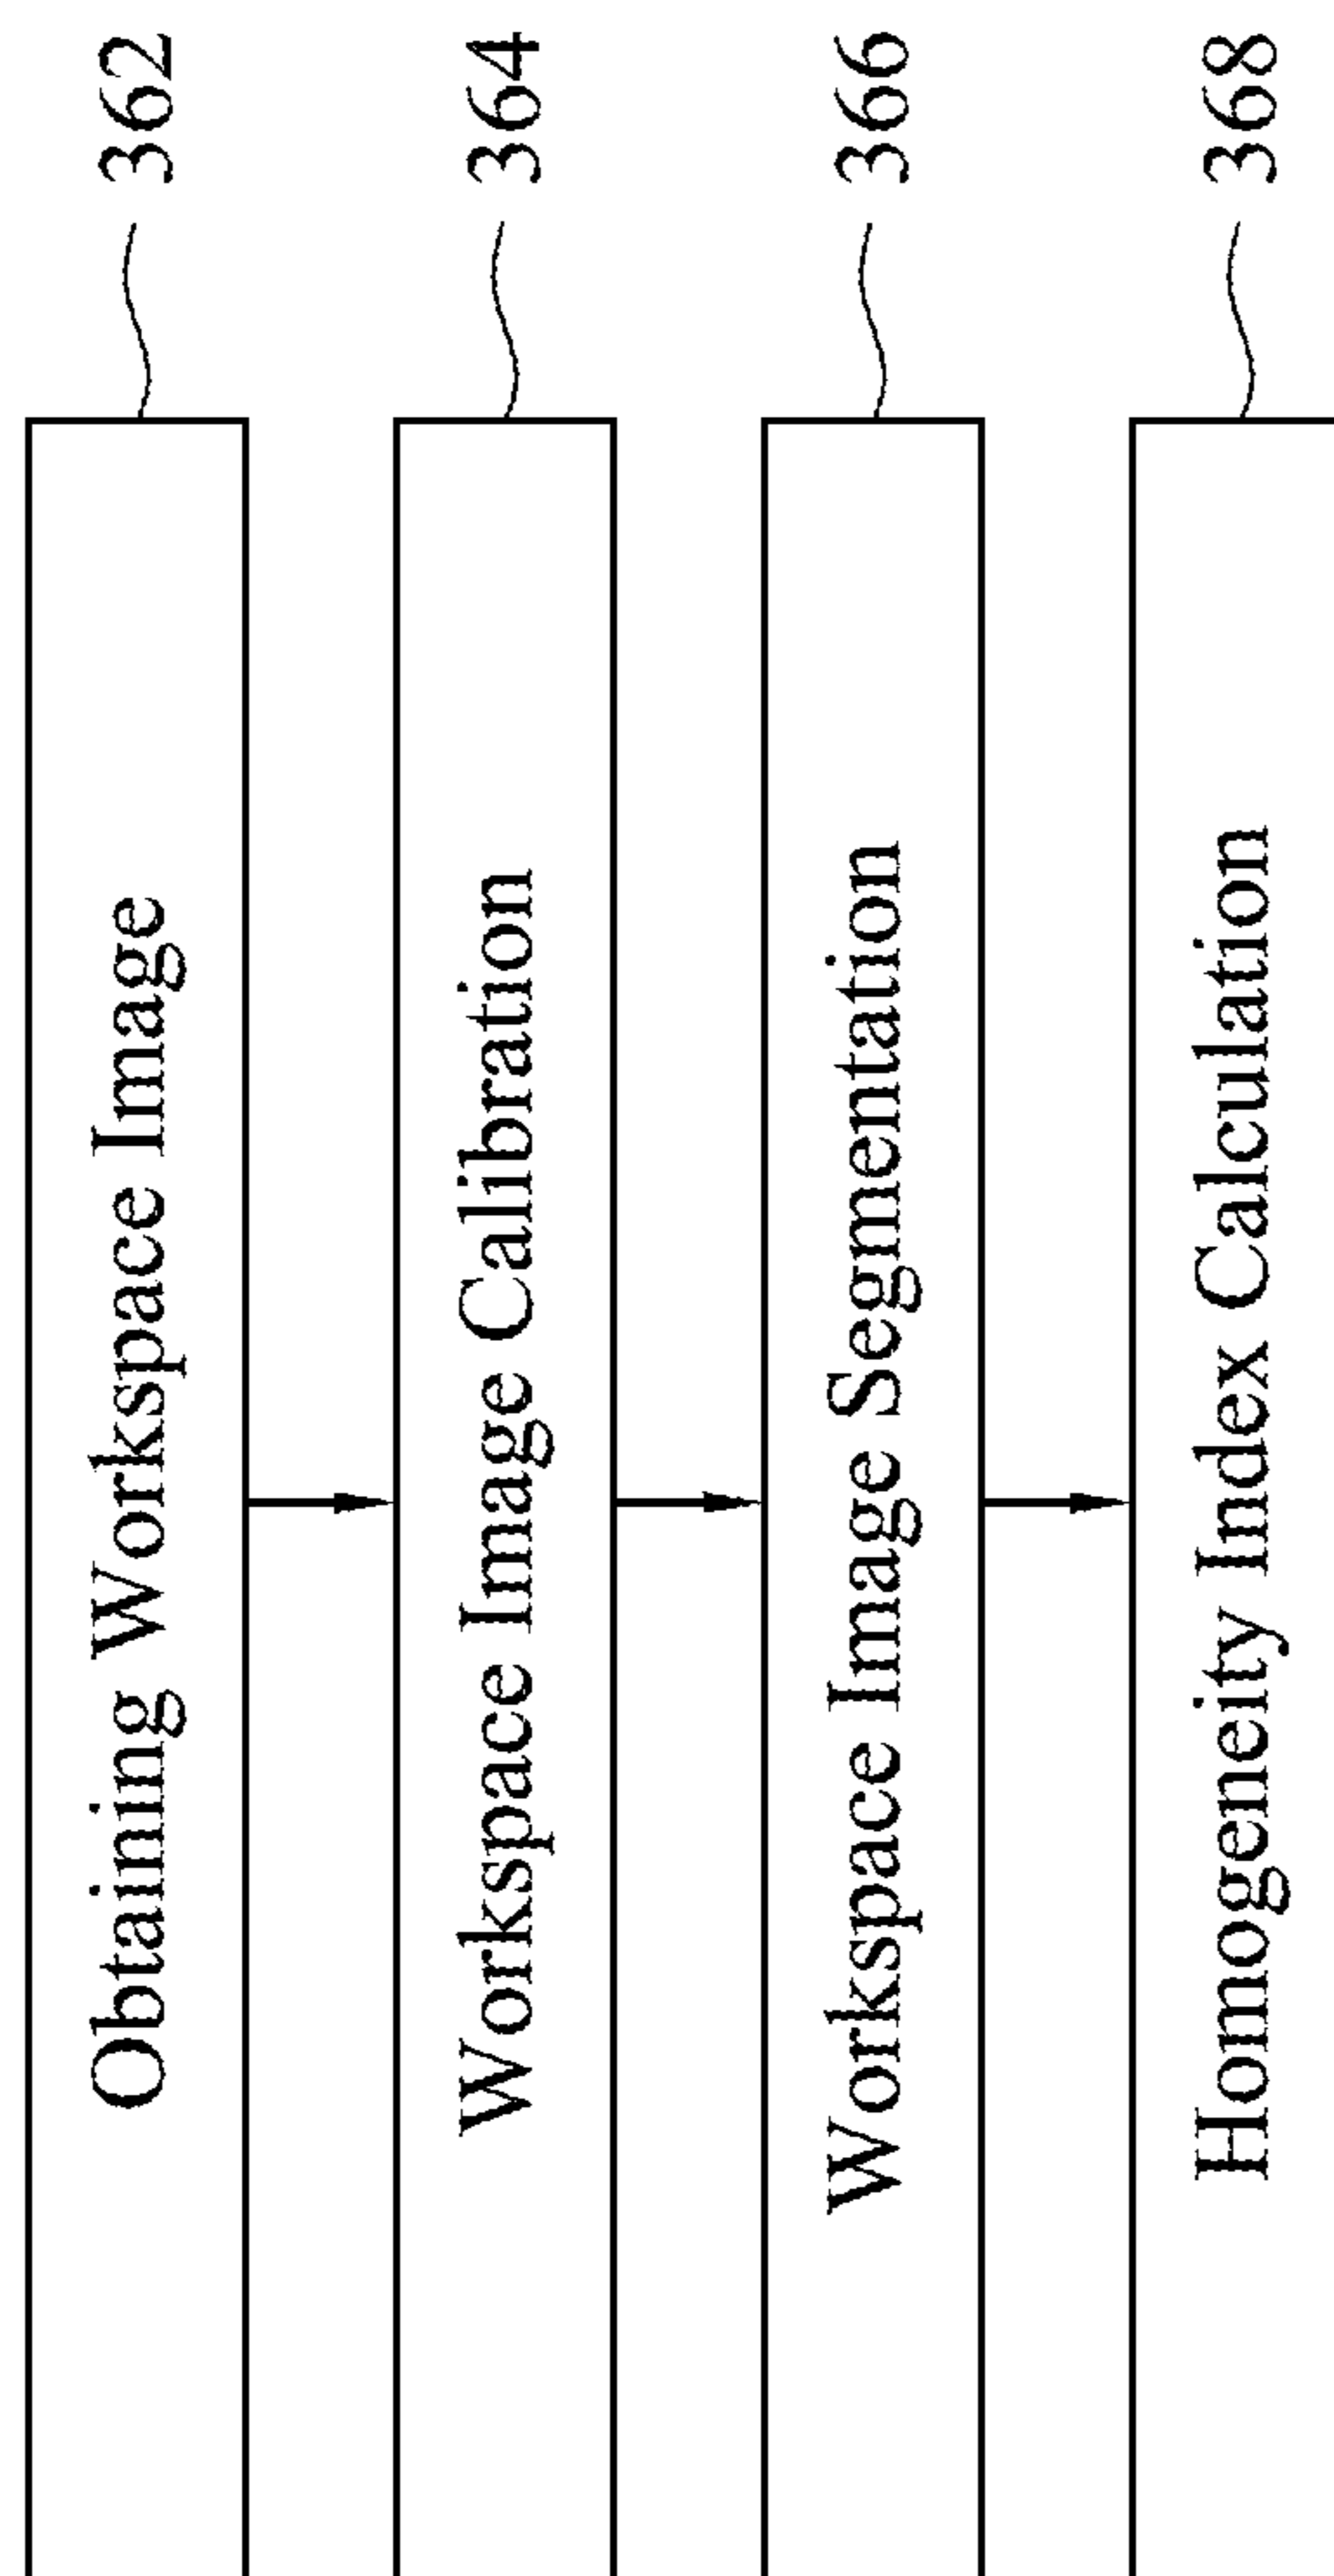 Obtaining Workspace Image
362
Workspace Image Calibration
364
Workspace Image Segmentation
366
Homogeneity Index Calculation
368